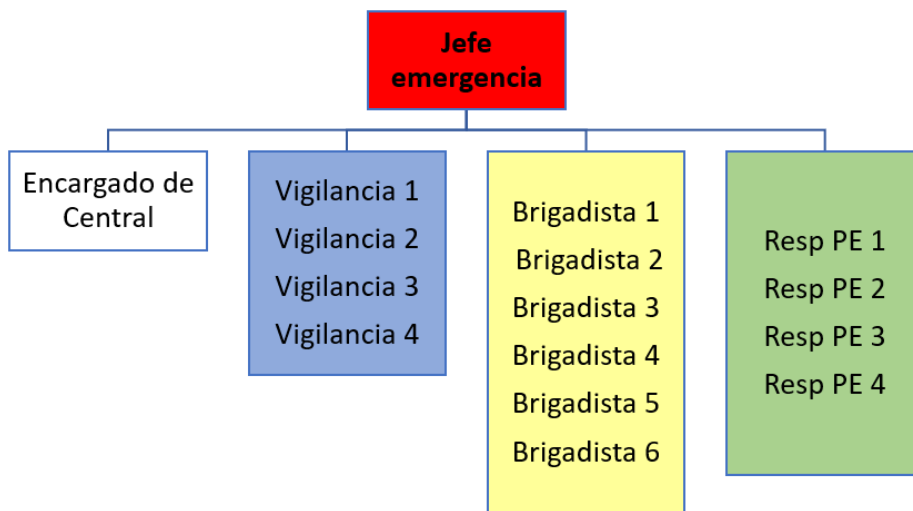 Jefe
emergencia
Encargado de
Central
Vigilancia 1
Vigilancia 2
Vigilancia 3
Vigilancia 4
Brigadista 1
Brigadista 2
Brigadista 3
Brigadista 4
Brigadista 5
Brigadista 6
Resp PE 1
Resp PE 2
Resp PE 3
Resp PE 4